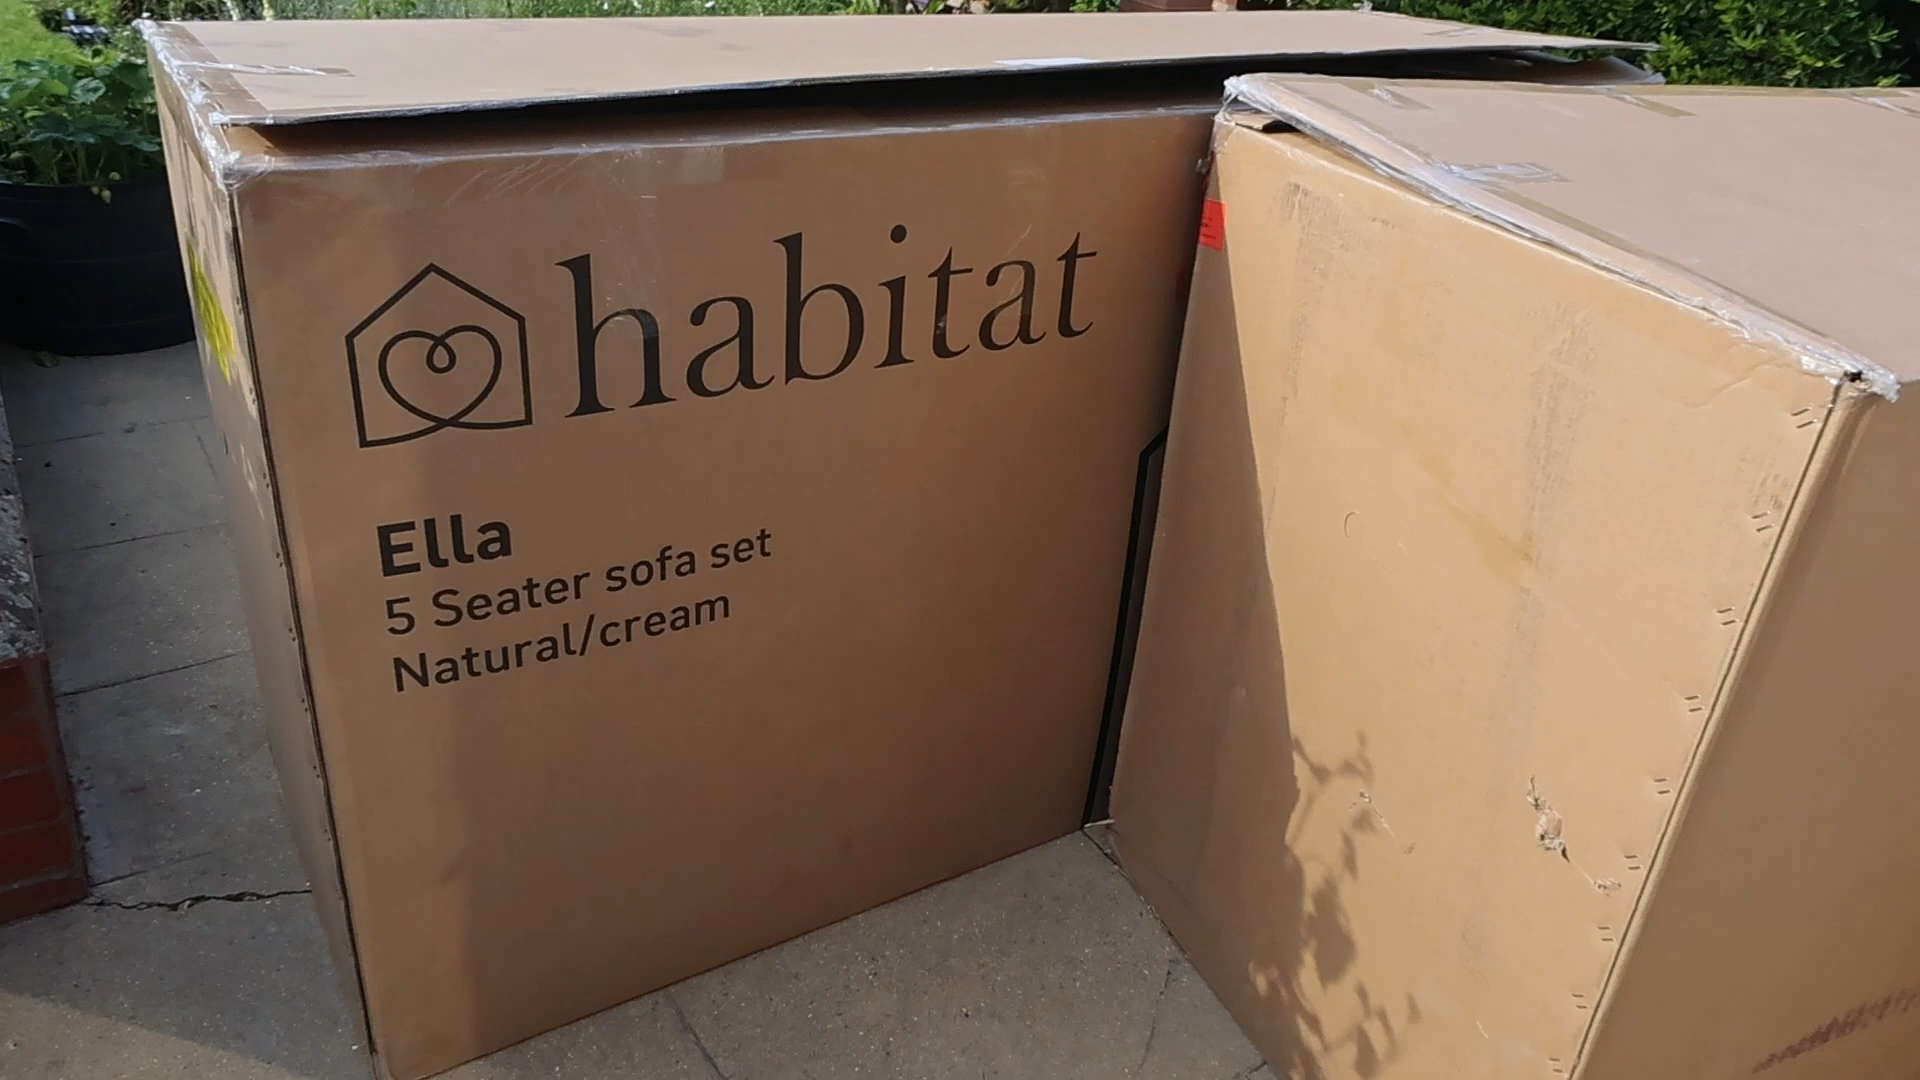 habitat
Ella
5 Seater sofa set
Natural/cream